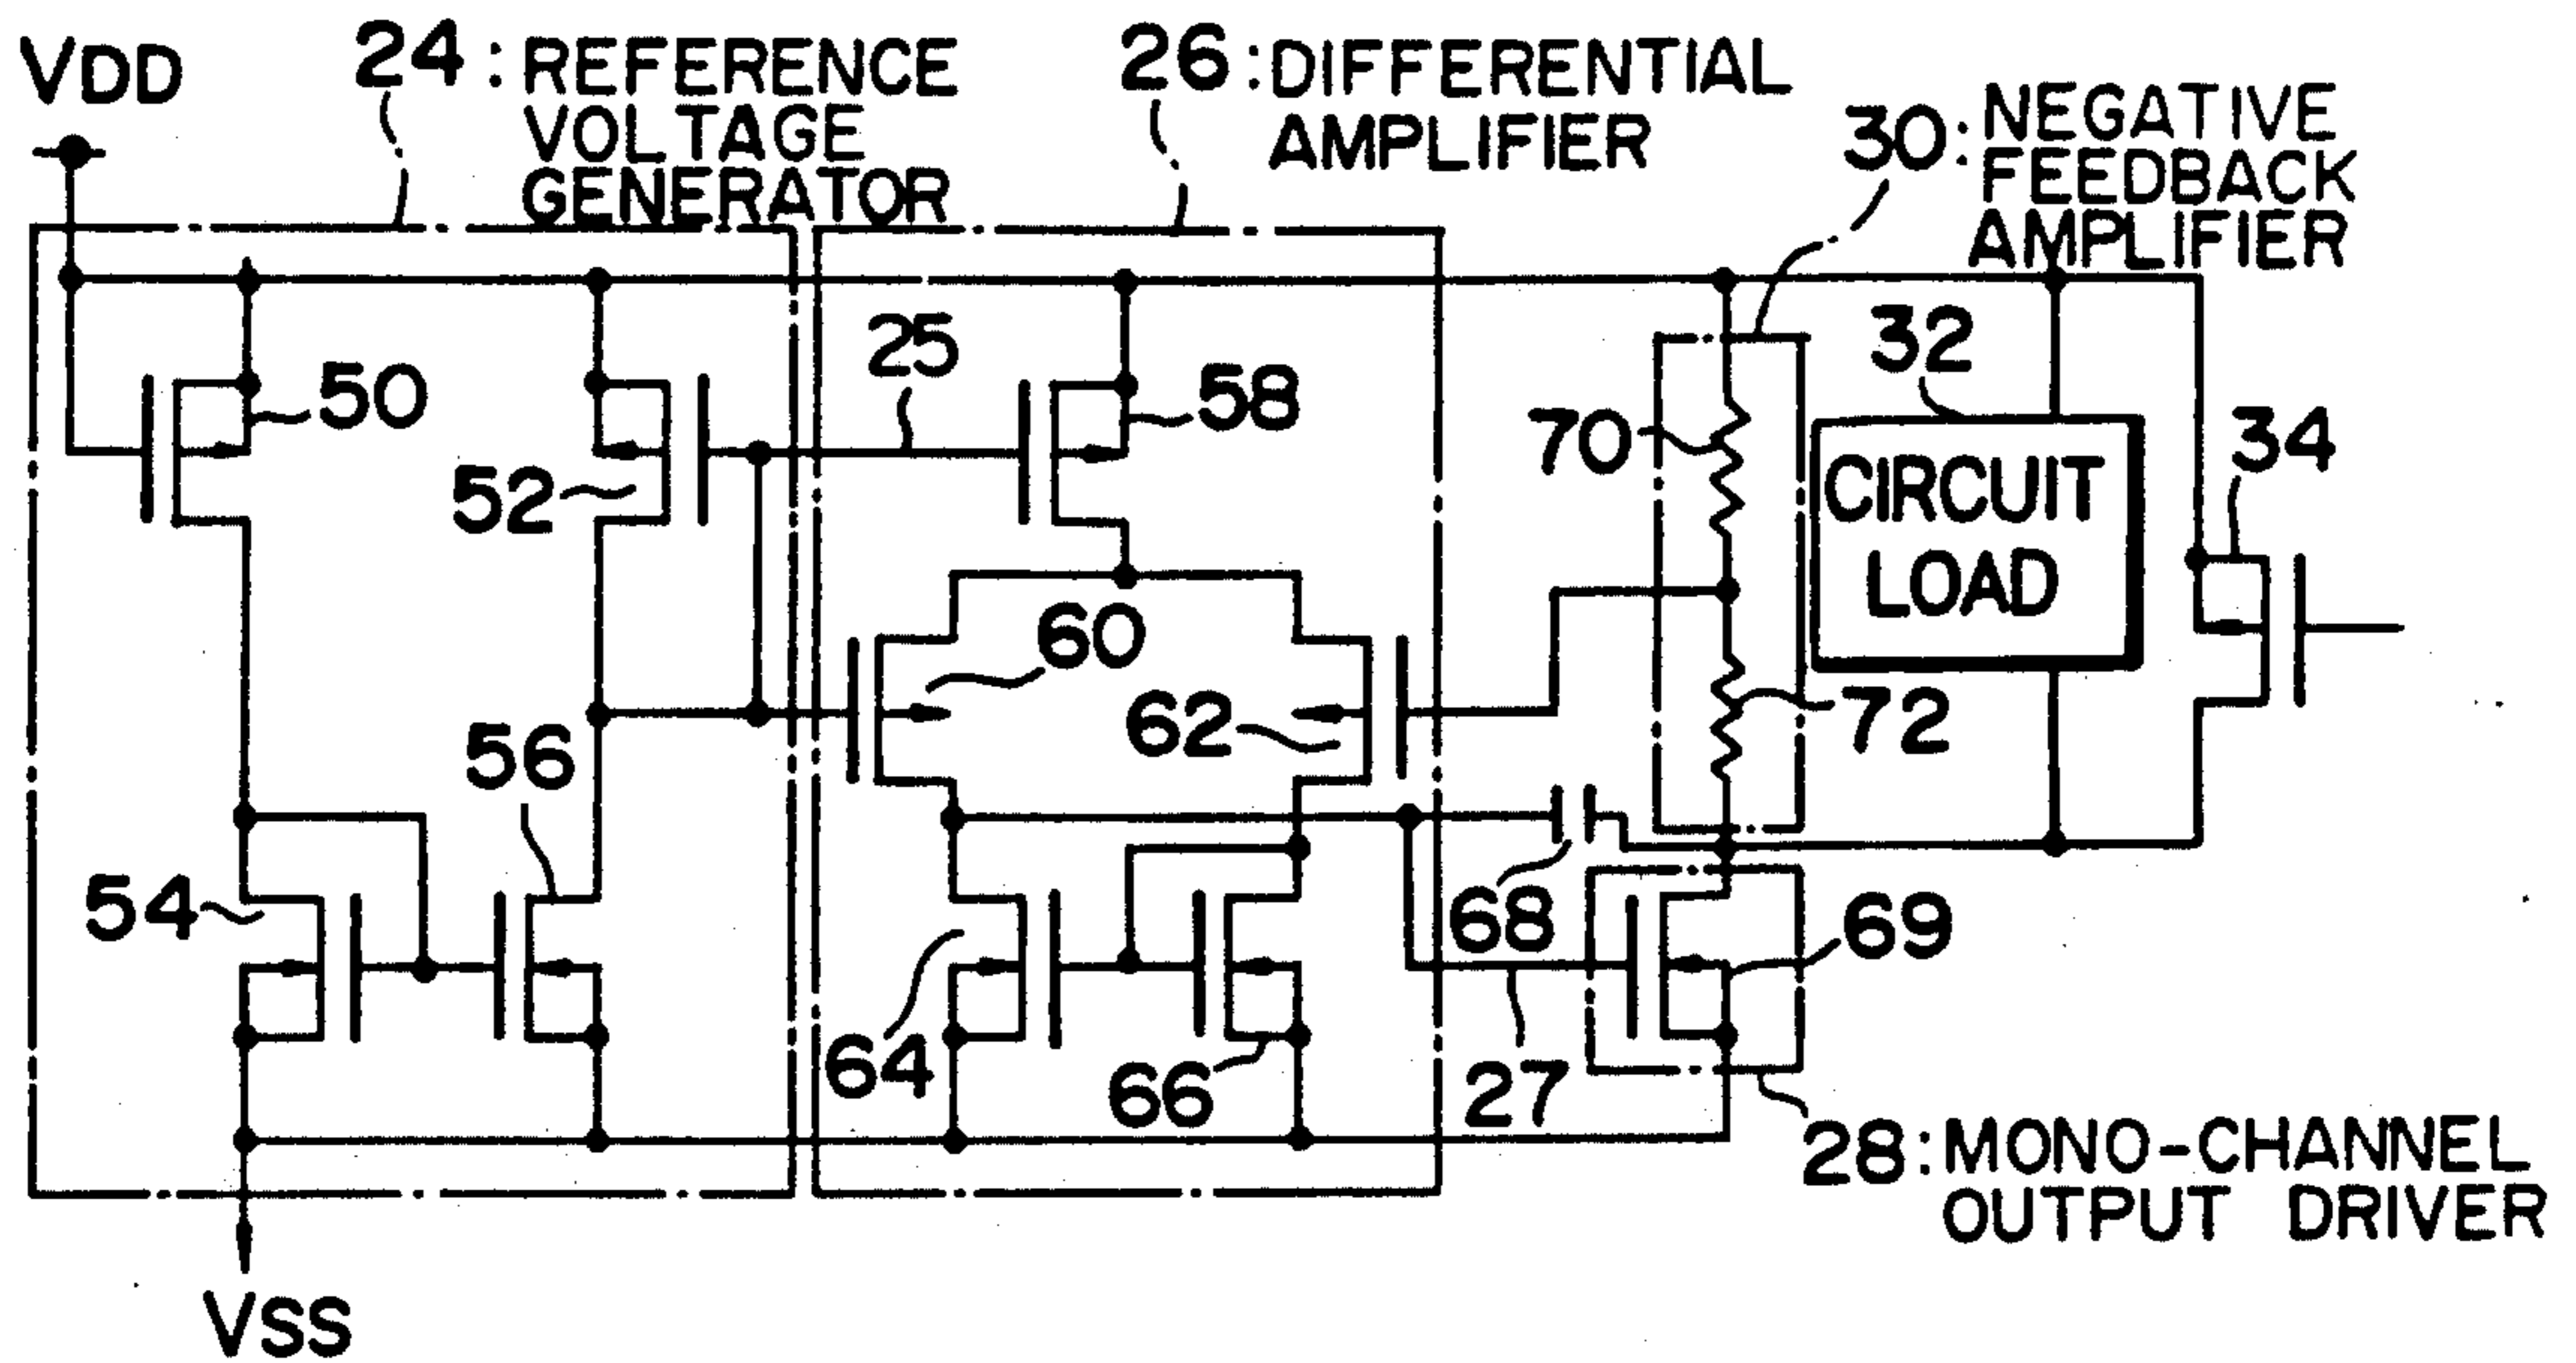 VDD
24: REFERENCE
VOLTAGE
GENERATOR
26: DIFFERENTIAL
AMPLIFIER
30: NEGATIVE
FEEDBACK
AMPLIFIER
25
32
50
58
70
34
52
CIRCUIT
LOAD
60
62
72
56
54
68
69
64
66
27
28: MONO-CHANNEL
OUTPUT DRIVER
VSS